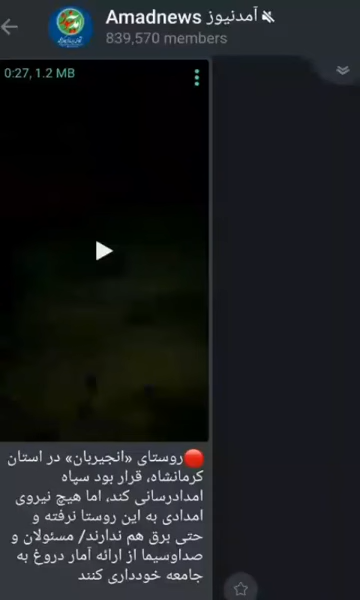 Amadnews آمدنیوز
839,570 members
0:27, 1.2 MB
روستای «انجیربان» در استان
کرمانشاه، قرار بود سپاه
امدادرسانی کند، اما هیچ نیروی
امدادی به این روستا نرفته و
حتی برق هم ندارند/ مسئولان و
صداوسیما از ارائه آمار دروغ به
جامعه خودداری کنند